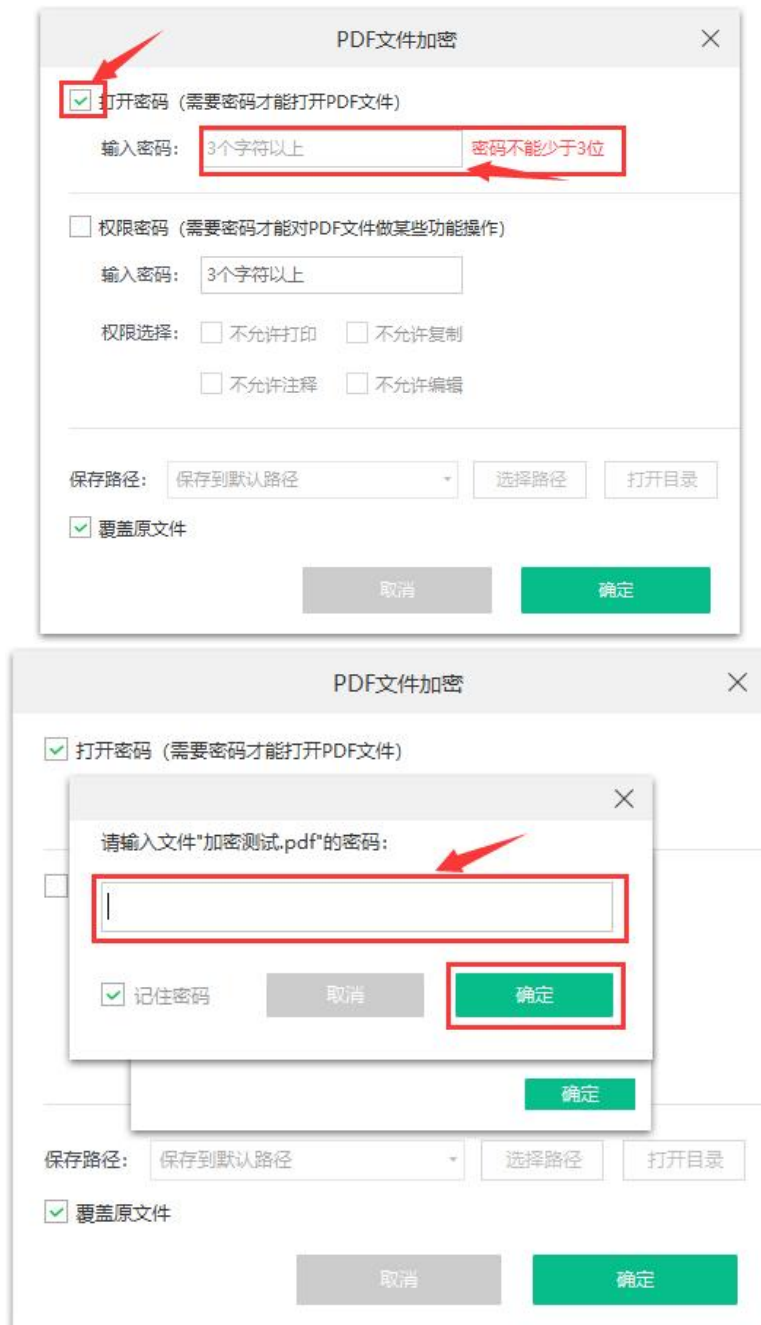 PDF文件加密
打开密码 (需要密码才能打开PDF文件)
输入密码: 3个字符以上 密码不能少于3位
权限密码 (需要密码才能对PDF文件做某些功能操作)
输入密码: 3个字符以上
权限选择: 不允许打印 不允许复制
不允许注释 不允许编辑
保存路径: 保存到默认路径 选择路径 打开目录
覆盖原文件
取消 确定
PDF文件加密
打开密码 (需要密码才能打开PDF文件)
请输入文件"加密测试.pdf"的密码:
记住密码 取消 确定
确定
保存路径: 保存到默认路径 选择路径 打开目录
覆盖原文件
取消 确定